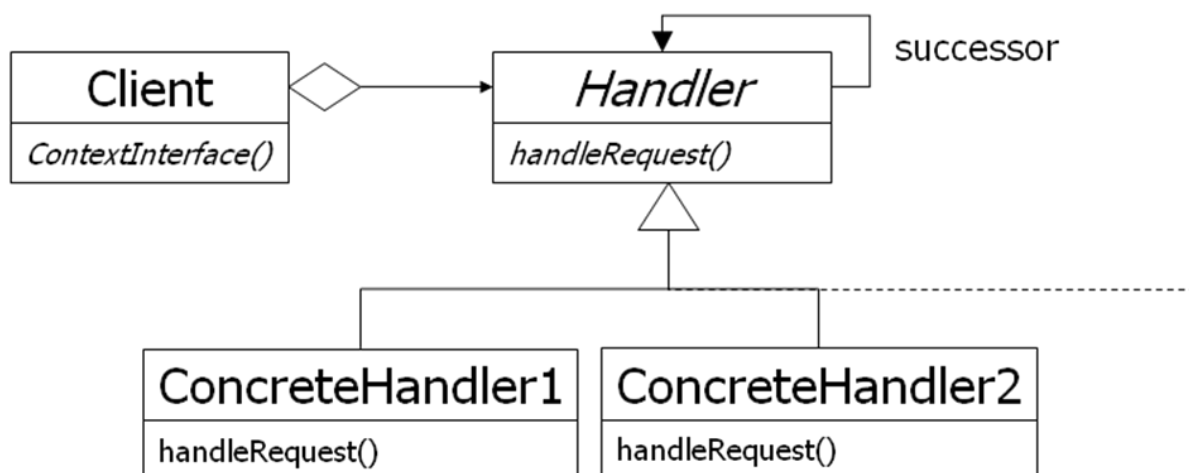 Client
ContextInterface()
Handler
handleRequest()
successor
ConcreteHandler1
handleRequest()
ConcreteHandler2
handleRequest()